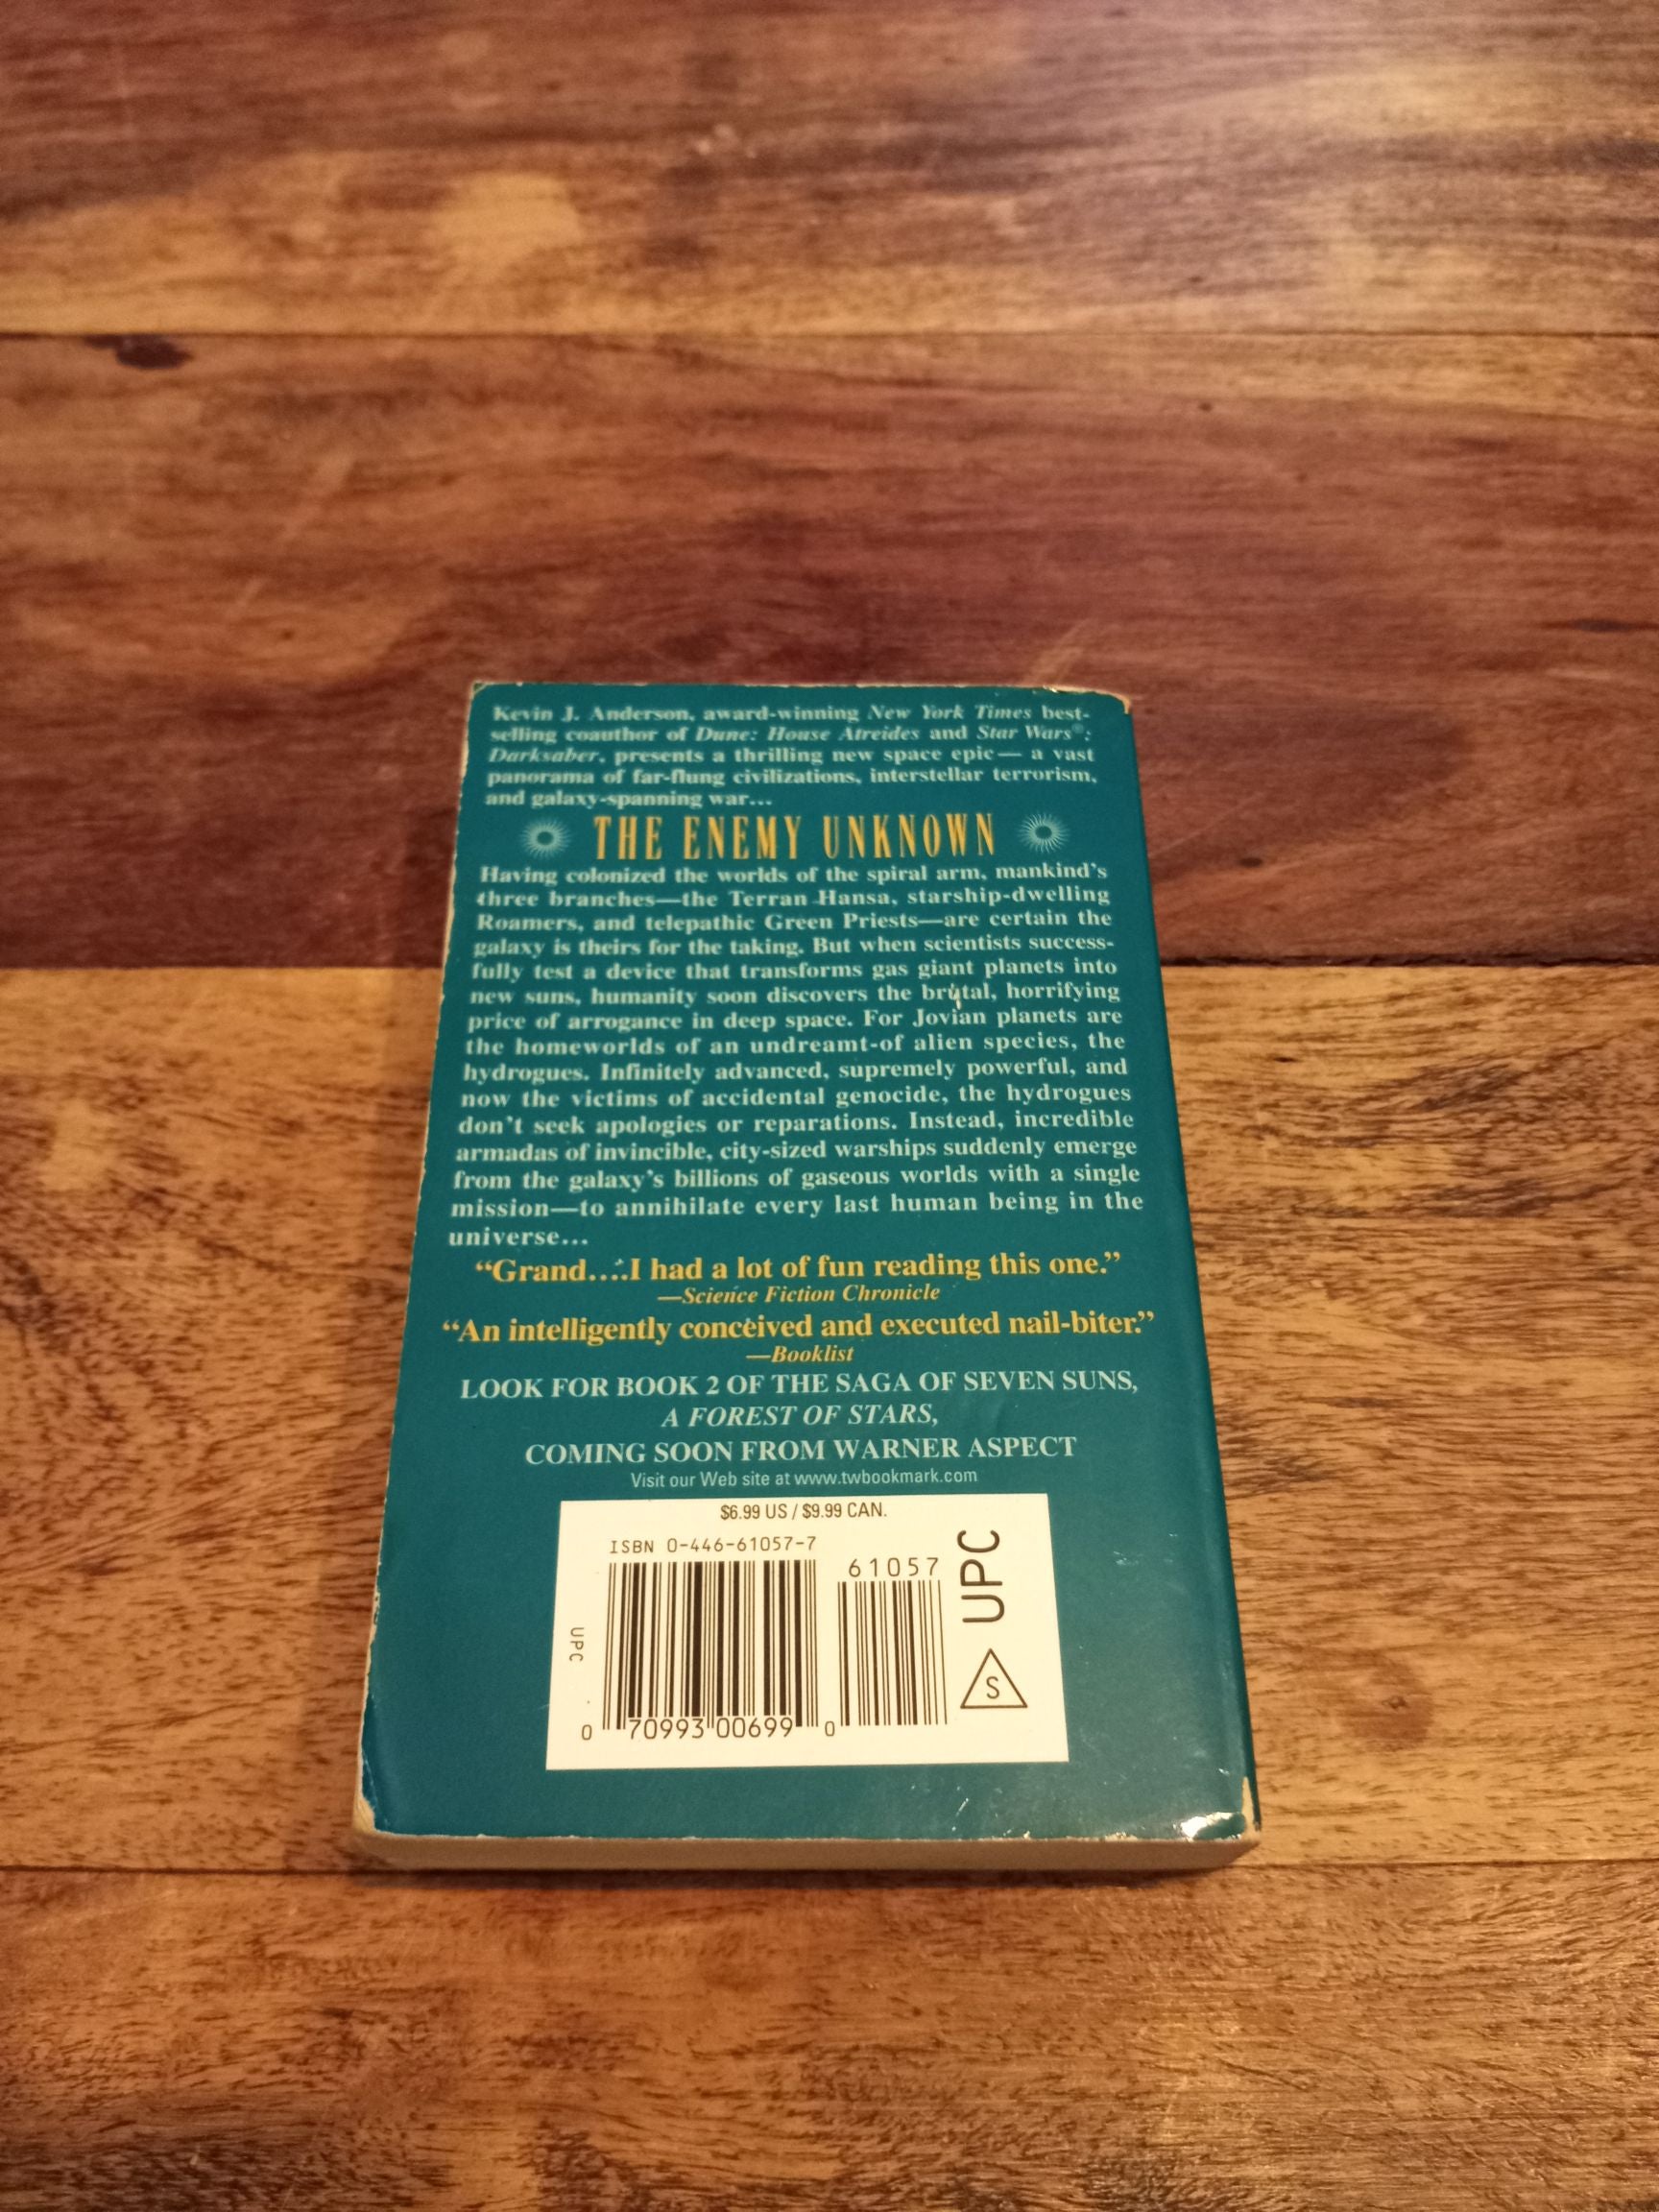 Kevin J. Anderson, award-winning New York Times best-
selling coauthor of Dune: House Atreides and Star Wars®:
Darksaber, presents a thrilling new space epic— a vast
panorama of far-flung civilizations, interstellar terrorism,
and galaxy-spanning war...
THE ENEMY UNKNOWN
Having colonized the worlds of the spiral arm, mankind's
three branches—the Terran Hansa, starship-dwelling
Roamers, and telepathic Green Priests—are certain the
galaxy is theirs for the taking. But when scientists success-
fully test a device that transforms gas giant planets into
new suns, humanity soon discovers the brutal, horrifying
price of arrogance in deep space. For Jovian planets are
the homeworlds of an undreamt-of alien species, the
hydrogues. Infinitely advanced, supremely powerful, and
now the victims of accidental genocide, the hydrogues
don't seek apologies or reparations. Instead, incredible
armadas of invincible, city-sized warships suddenly emerge
from the galaxy's billions of gaseous worlds with a single
mission—to annihilate every last human being in the
universe...
“Grand....I had a lot of fun reading this one.”
—Science Fiction Chronicle
“An intelligently conceived and executed nail-biter.”
—Booklist
LOOK FOR BOOK 2 OF THE SAGA OF SEVEN SUNS,
A FOREST OF STARS,
COMING SOON FROM WARNER ASPECT
Visit our Web site at www.twbookmark.com
$6.99 US / $9.99 CAN.
ISBN 0-446-61057-7
61057
UPC
UPC
S
0 70993 00699 0